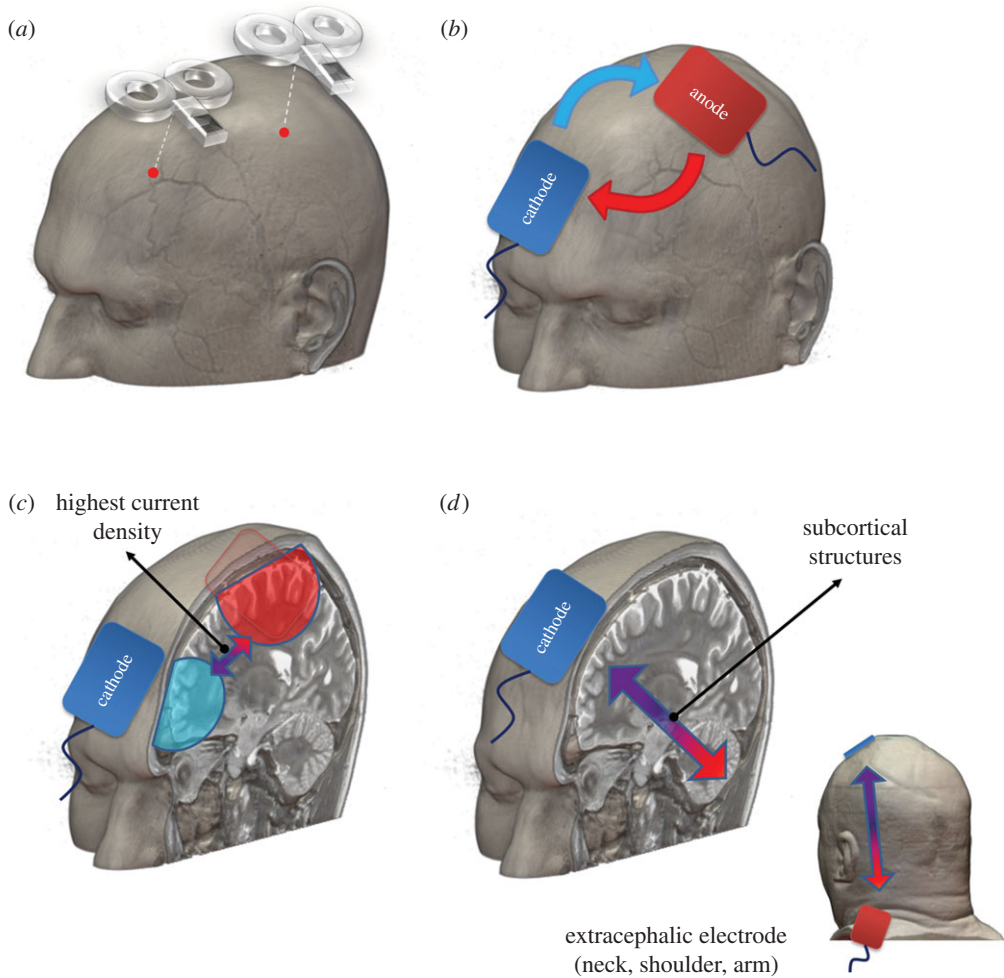 (a)
(b)
anode
cathode
(c)
highest current
density
cathode
(d)
subcortical
structures
cathode
extracephalic electrode
(neck, shoulder, arm)